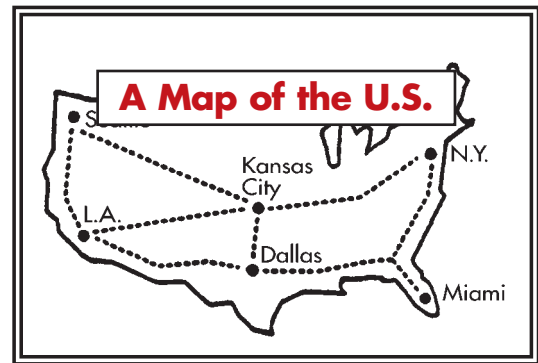 A Map of the U.S.
N.Y.
Kansas
City
L.A.
Dallas
Miami